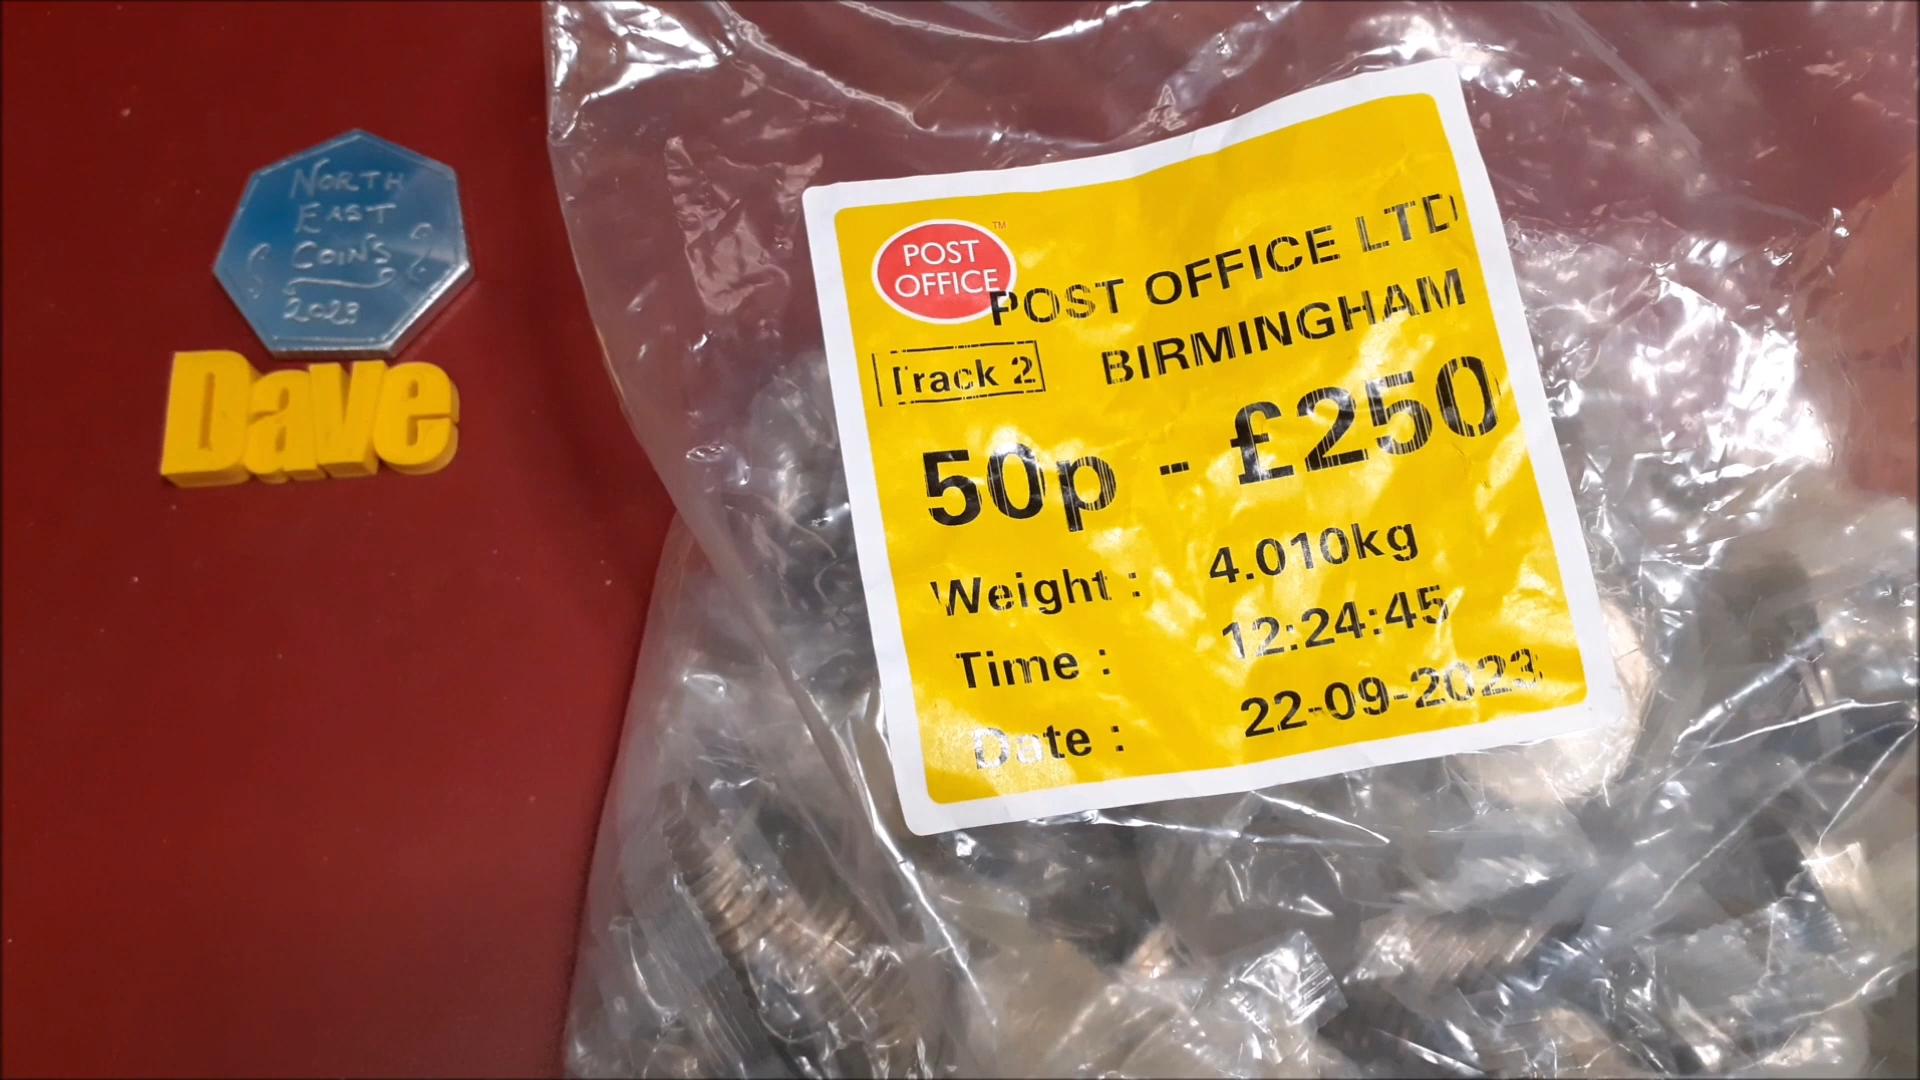 NORTH
EAST
COINS
2023
Dave
POST
OFFICE
TM
POST OFFICE LTD
BIRMINGHAM
Track 2
50p - £250
Weight : 4.010kg
Time : 12:24:45
Date : 22-09-2023